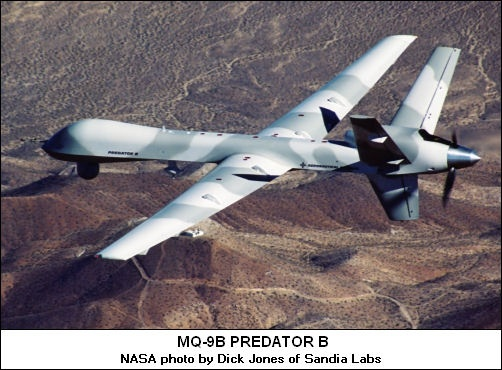 PREDATOR B
MQ-9B PREDATOR B
NASA photo by Dick Jones of Sandia Labs